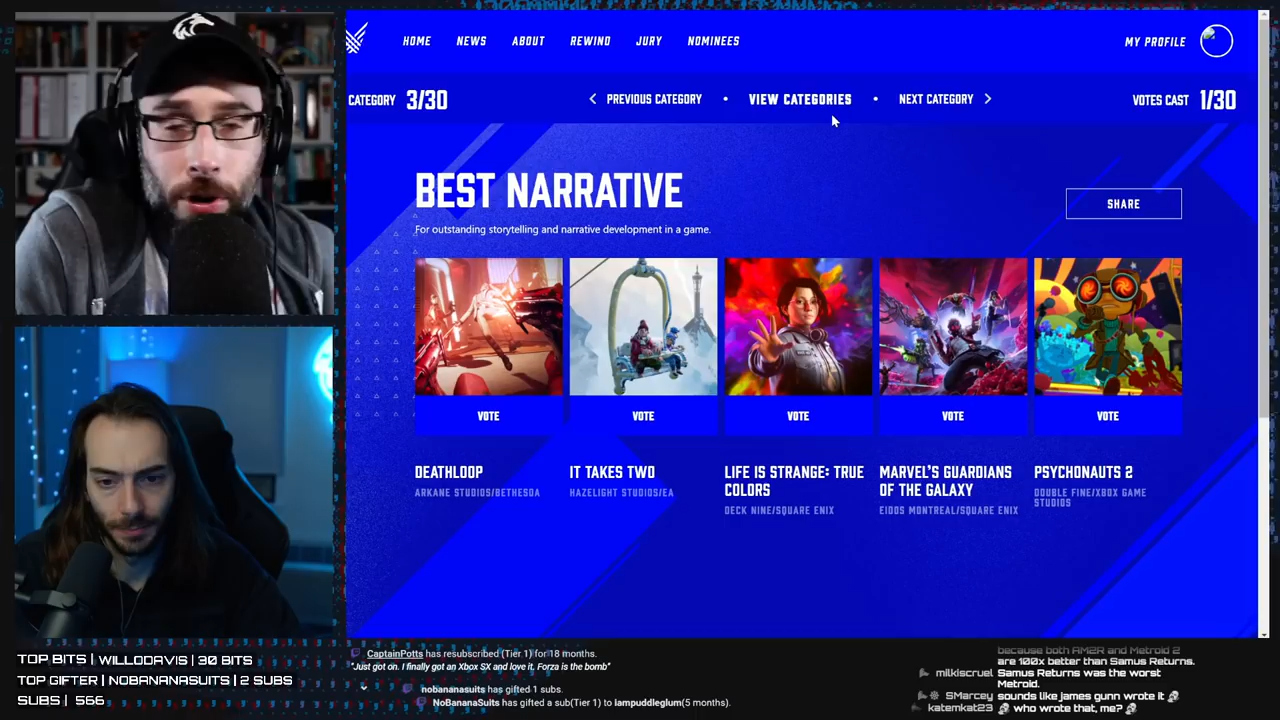 HOME NEWS ABOUT REWIND JURY NOMINEES MY PROFILE
CATEGORY 3/30 PREVIOUS CATEGORY • VIEW CATEGORIES • NEXT CATEGORY VOTES CAST 1/30
BEST NARRATIVE
SHARE
For outstanding storytelling and narrative development in a game.
VOTE VOTE VOTE VOTE VOTE
DEATHLOOP
ARKANE STUDIOS/BETHESDA
IT TAKES TWO
HAZELIGHT STUDIOS/EA
LIFE IS STRANGE: TRUE
COLORS
DECK NINE/SQUARE ENIX
MARVEL'S GUARDIANS
OF THE GALAXY
EIDOS MONTREAL/SQUARE ENIX
PSYCHONAUTS 2
DOUBLE FINE/XBOX GAME
STUDIOS
TOP BITS | WILLODAVIS | 30 BITS
TOP GIFTER | NOBANANASUITS | 2 SUBS
SUBS | 566
CaptainPotts has resubscribed (Tier 1) for 18 months.
"Just got on. I finally got an Xbox SX and love it. Forza is the bomb"
nobananasuits has gifted 1 subs.
NoBananaSuits has gifted a sub(Tier 1) to iampuddleglum(5 months).
because both AM2R and Metroid 2
are 100x better than Samus Returns.
milkiscruel Samus Returns was the worst
Metroid.
SMarcey sounds like james gunn wrote it
katemkat23 who wrote that, me?